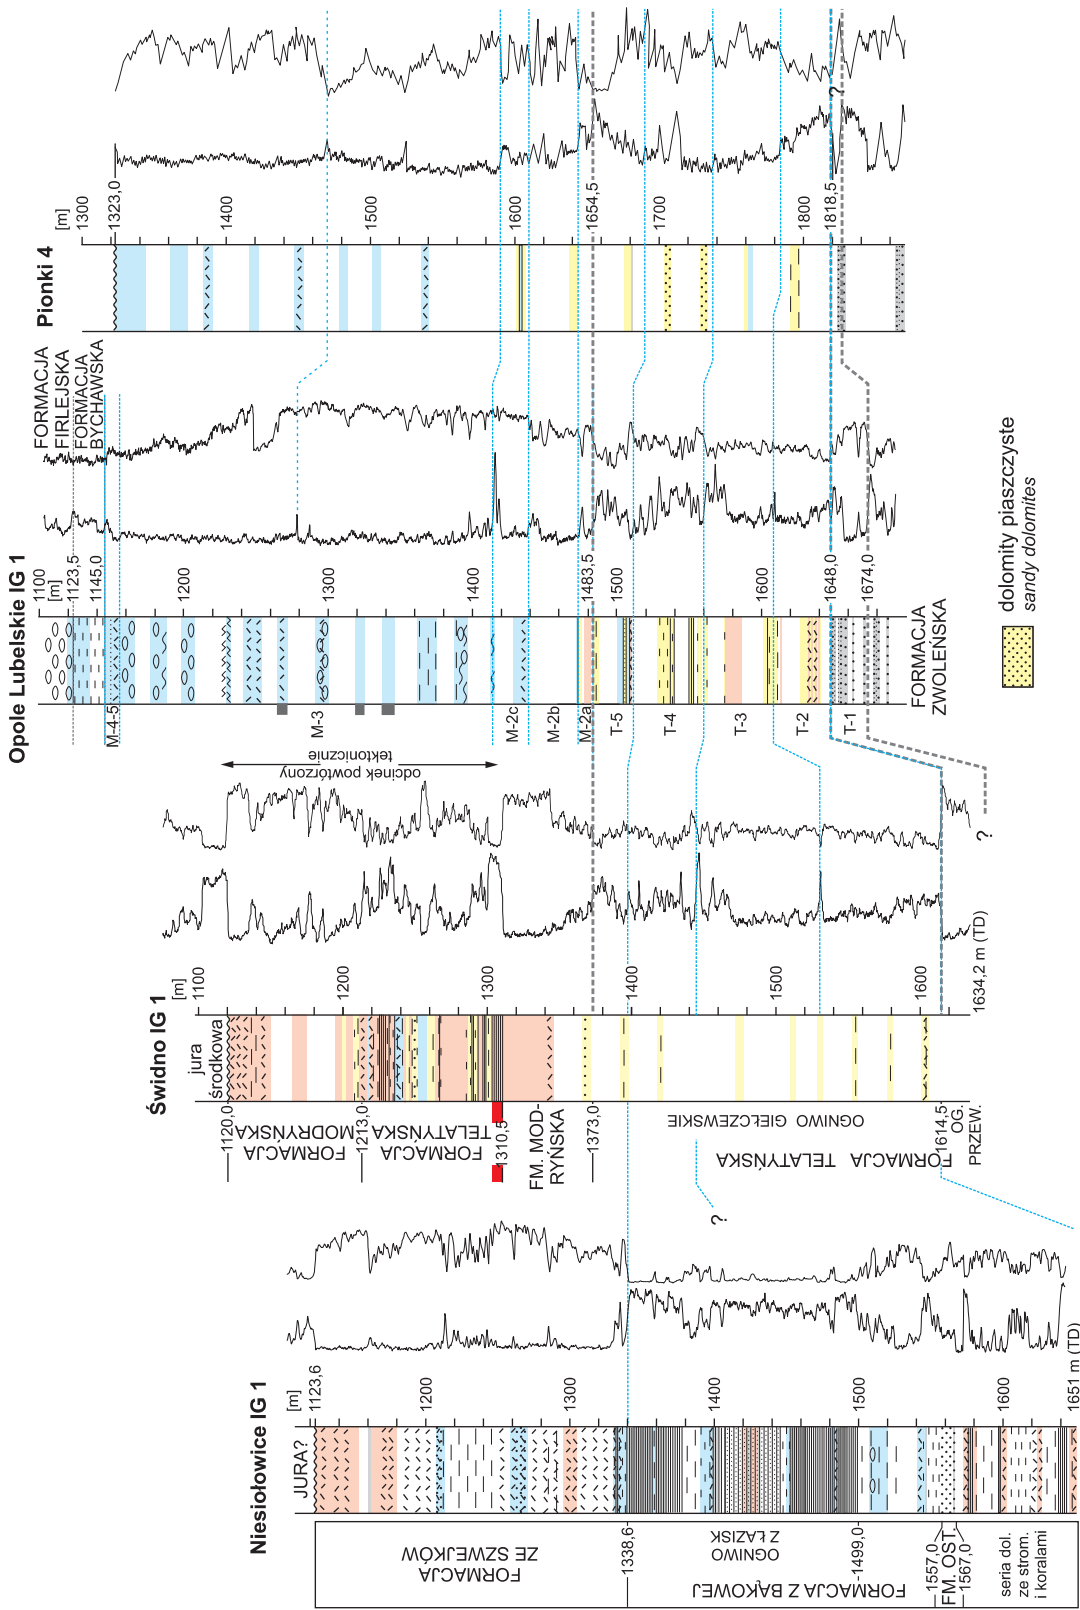 Niesiołowice IG 1
[m]
JURA?
1123,6
1200
1300
1400
1500
1600
1651 m (TD)
FORMACJA
ZE SZWEJKÓW
1338,6
OGNIWO
Z ŁAZISK
FORMACJA Z BĄKOWEJ
1499,0
1557,0
FM. OST.
1567,0
seria dol.
ze strom.
i koralami
Świdno IG 1
[m]
1100
jura
środkowa
1200
1300
1400
1500
1600
1634,2 m (TD)
1120,0
FORMACJA
MODRYŃSKA
1213,0
FORMACJA
TELATYŃSKA
1310,5
FM. MOD-
RYŃSKA
1373,0
OGNIWO GIEŁCZEWSKIE
FORMACJA TELATYŃSKA
1614,5
OG.
PRZEW.
?
odcinek powtórzony
tektonicznie
?
Opole Lubelskie IG 1
1100
[m]
1123,5
1145,0
1200
1300
1400
1483,5
1500
1600
1648,0
1674,0
FORMACJA
FIRLEJSKA
FORMACJA
BYCHAWSKA
M-4-5
M-3
M-2c
M-2b
M-2a
T-5
T-4
T-3
T-2
T-1
FORMACJA
ZWOLEŃSKA
Pionki 4
[m]
1300
1323,0
1400
1500
1600
1654,5
1700
1800
1818,5
?
dolomity piaszczyste
sandy dolomites